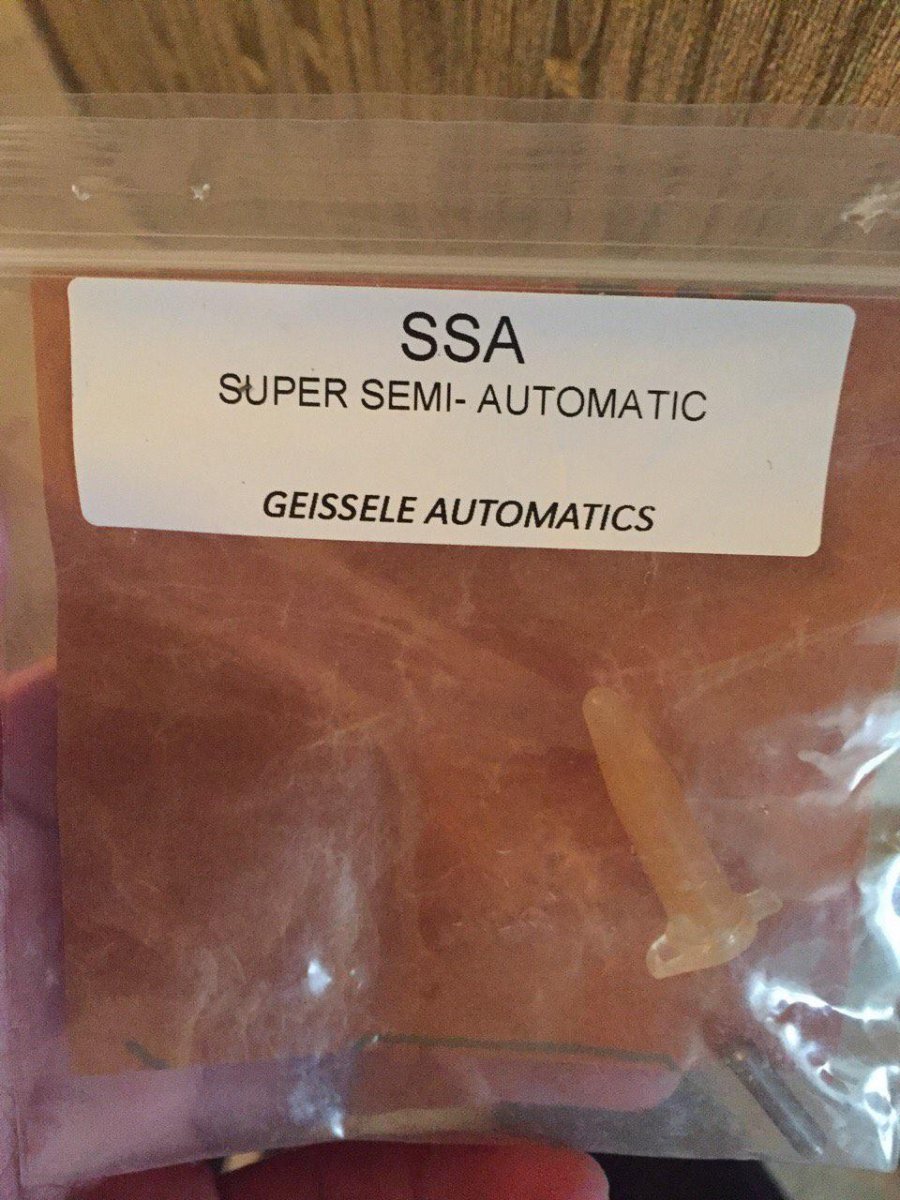 SSA
SUPER SEMI- AUTOMATIC
GEISSELE AUTOMATICS